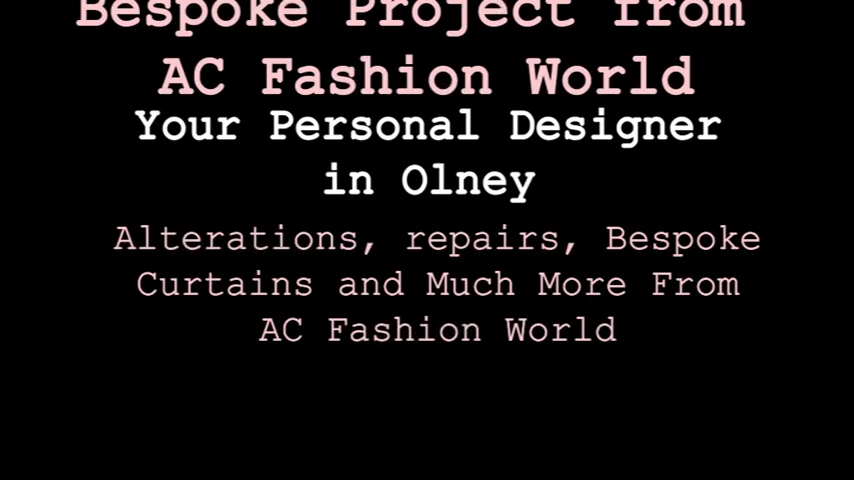 Bespoke Project from
AC Fashion World
Your Personal Designer
in Olney
Alterations, repairs, Bespoke
Curtains and Much More From
AC Fashion World